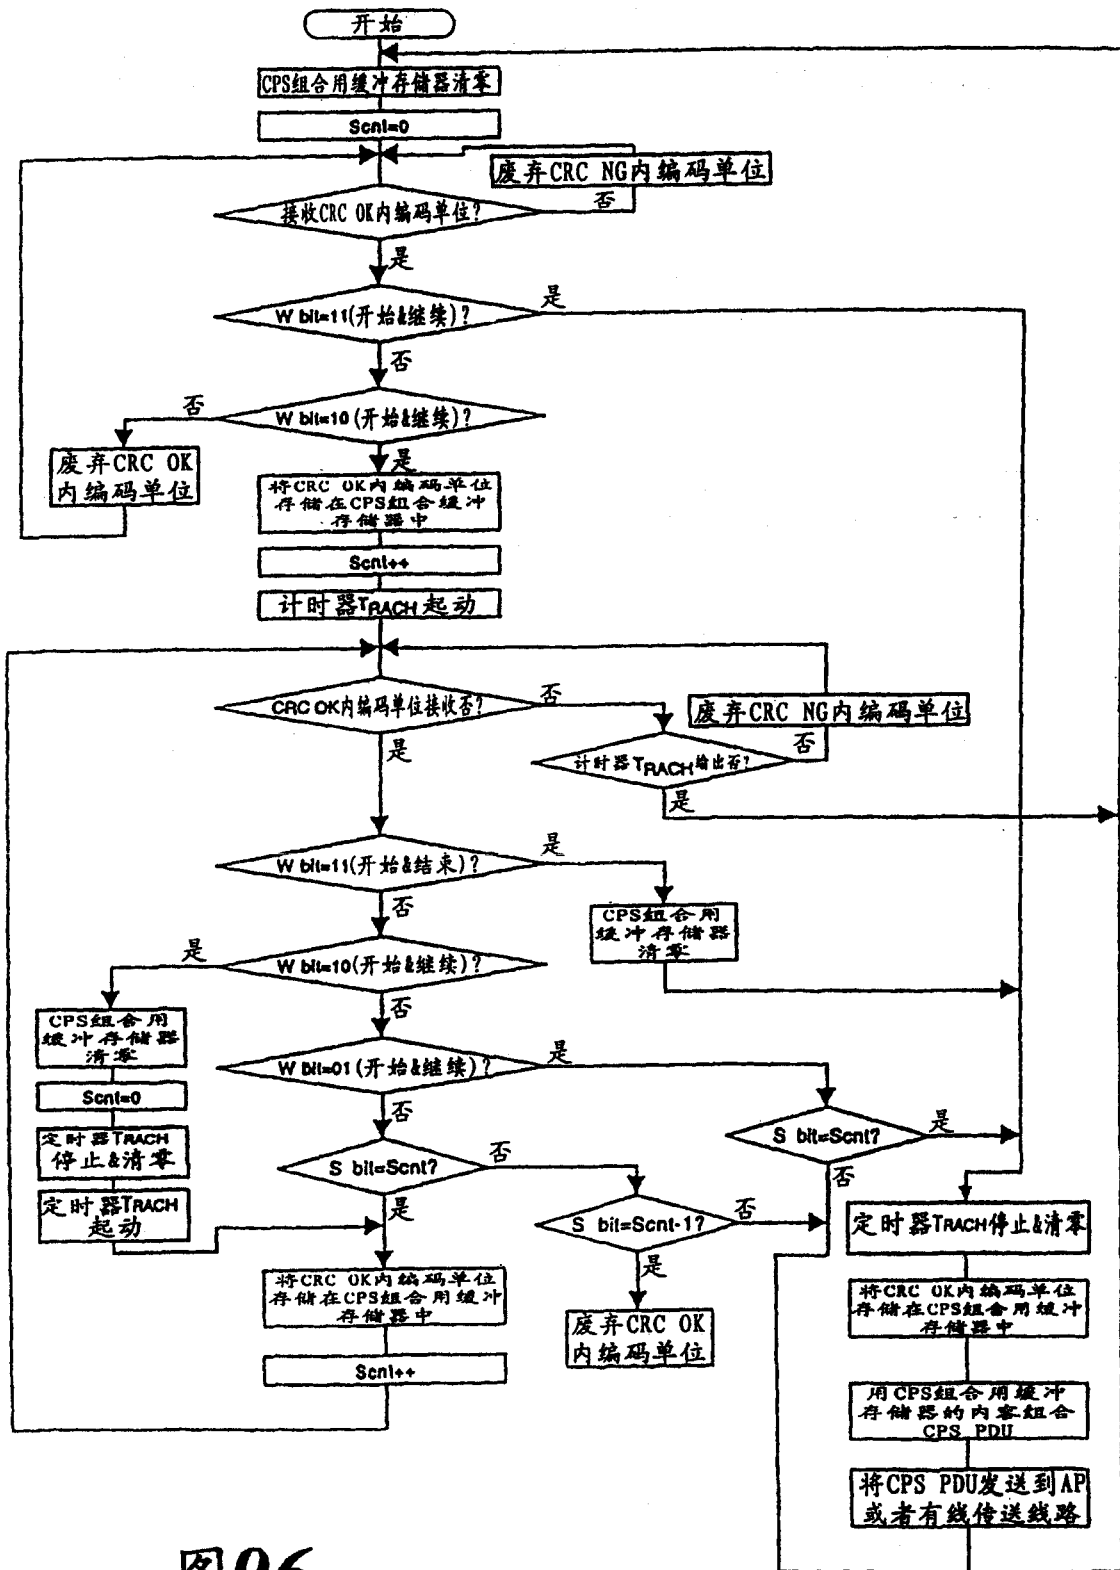 开始
CPS组合用缓冲存储器清零
Scnt=0
废弃CRC NG内编码单位
接收CRC OK内编码单位?
否
是
W bit=11(开始&继续)?
是
否
W bit=10(开始&继续)?
否
是
废弃CRC OK
内编码单位
将CRC OK内编码单位
存储在CPS组合缓冲
存储器中
Scnt++
计时器TRACH起动
CRC OK内编码单位接收否?
否
废弃CRC NG内编码单位
是
计时器TRACH输出否?
否
是
W bit=11(开始&结束)?
是
否
CPS组合用
缓冲存储器
清零
是
W bit=10(开始&继续)?
否
CPS组合用
缓冲存储器
清零
W bit=01(开始&继续)?
是
Scnt=0
否
定时器TRACH
停止&清零
S bit=Scnt?
否
S bit=Scnt?
是
否
定时器TRACH
起动
是
S bit=Scnt-1?
否
定时器TRACH停止&清零
是
将CRC OK内编码单位
存储在CPS组合用缓冲
存储器中
将CRC OK内编码单位
存储在CPS组合用缓冲
存储器中
废弃CRC OK
内编码单位
Scnt++
用CPS组合用缓冲
存储器的内容组合
CPS PDU
将CPS PDU发送到AP
或者有线传送线路